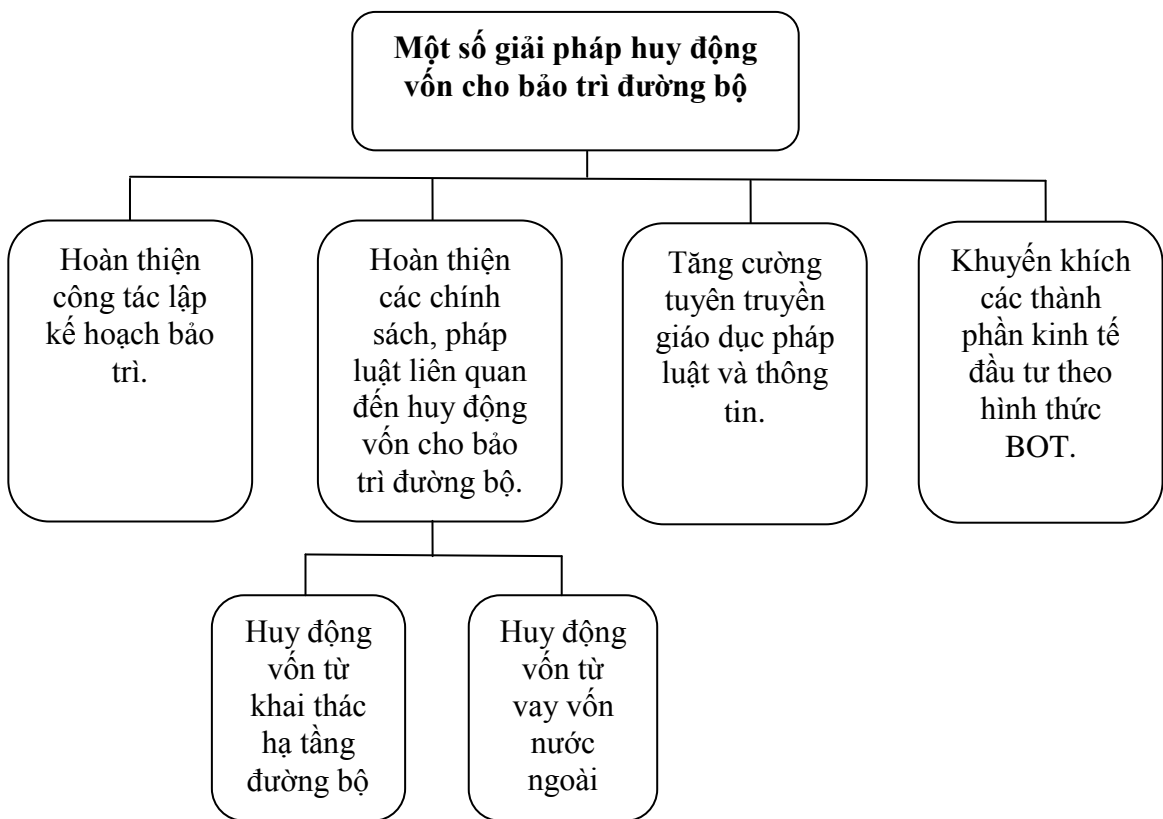 Một số giải pháp huy động
vốn cho bảo trì đường bộ
Hoàn thiện
công tác lập
kế hoạch bảo
trì.
Hoàn thiện
các chính
sách, pháp
luật liên quan
đến huy động
vốn cho bảo
trì đường bộ.
Tăng cường
tuyên truyền
giáo dục pháp
luật và thông
tin.
Khuyến khích
các thành
phần kinh tế
đầu tư theo
hình thức
BOT.
Huy động
vốn từ
khai thác
hạ tầng
đường bộ
Huy động
vốn từ
vay vốn
nước
ngoài